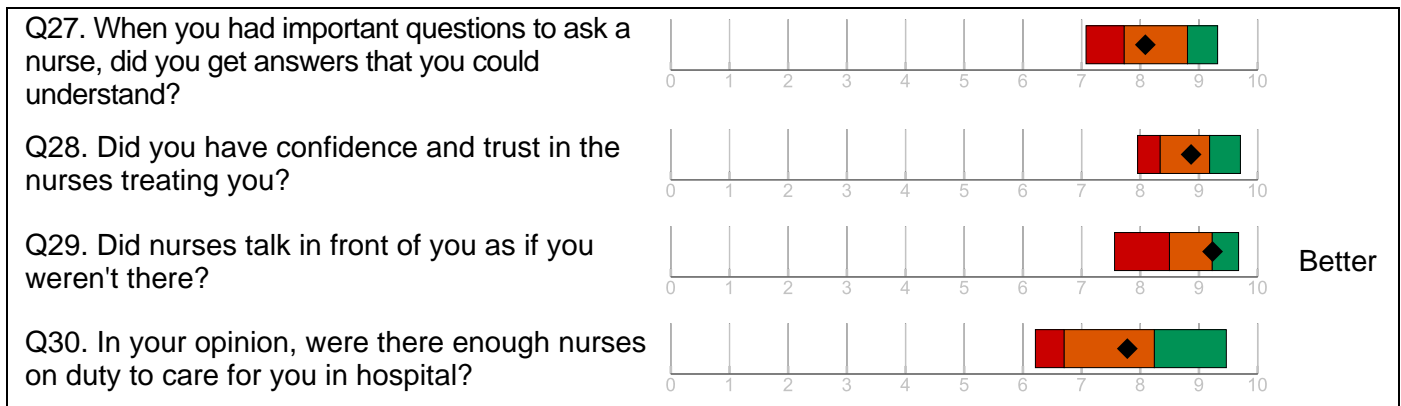 Q27. When you had important questions to ask a
nurse, did you get answers that you could
understand?
0 1 2 3 4 5 6 7 8 9 10
Q28. Did you have confidence and trust in the
nurses treating you?
0 1 2 3 4 5 6 7 8 9 10
Q29. Did nurses talk in front of you as if you
weren't there?
Better
0 1 2 3 4 5 6 7 8 9 10
Q30. In your opinion, were there enough nurses
on duty to care for you in hospital?
0 1 2 3 4 5 6 7 8 9 10